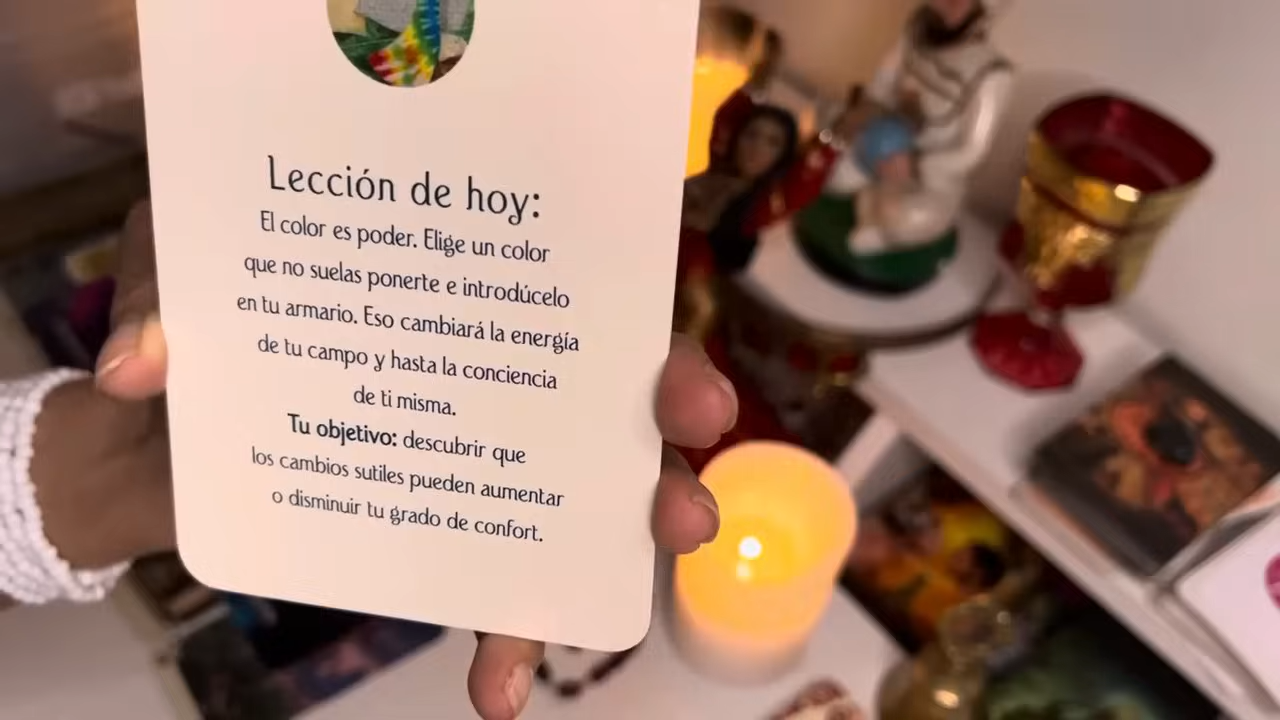 Lección de hoy:
El color es poder. Elige un color
que no suelas ponerte e introdúcelo
en tu armario. Eso cambiará la energía
de tu campo y hasta la conciencia
de ti misma.
Tu objetivo: descubrir que
los cambios sutiles pueden aumentar
o disminuir tu grado de confort.